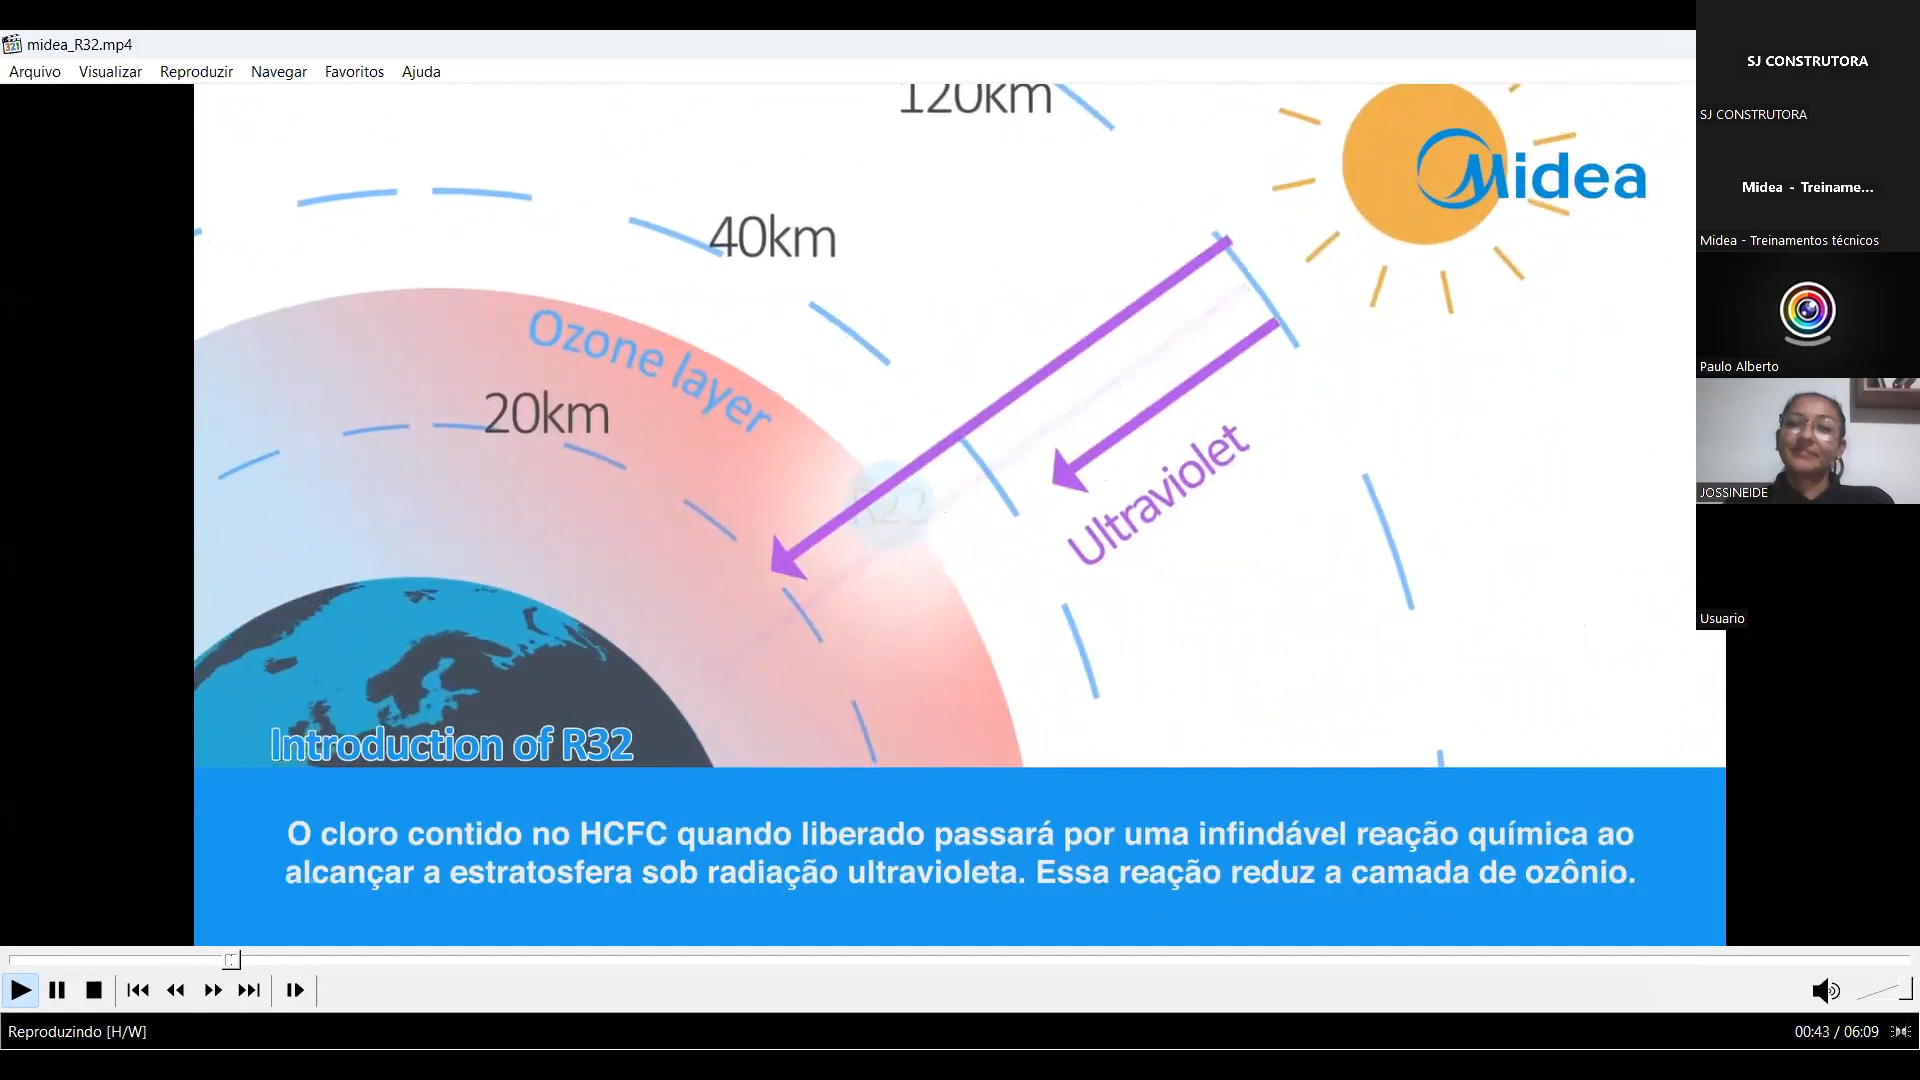 midea_R32.mp4
Arquivo Visualizar Reproduzir Navegar Favoritos Ajuda
120km
Midea
40km
Ozone layer
20km
R22
Ultraviolet
Introduction of R32
O cloro contido no HCFC quando liberado passará por uma infindável reação química ao
alcançar a estratosfera sob radiação ultravioleta. Essa reação reduz a camada de ozônio.
Reproduzindo [H/W]
00:43 / 06:09
SJ CONSTRUTORA
SJ CONSTRUTORA
Midea - Treiname...
Midea - Treinamentos técnicos
Paulo Alberto
JOSSINEIDE
Usuario